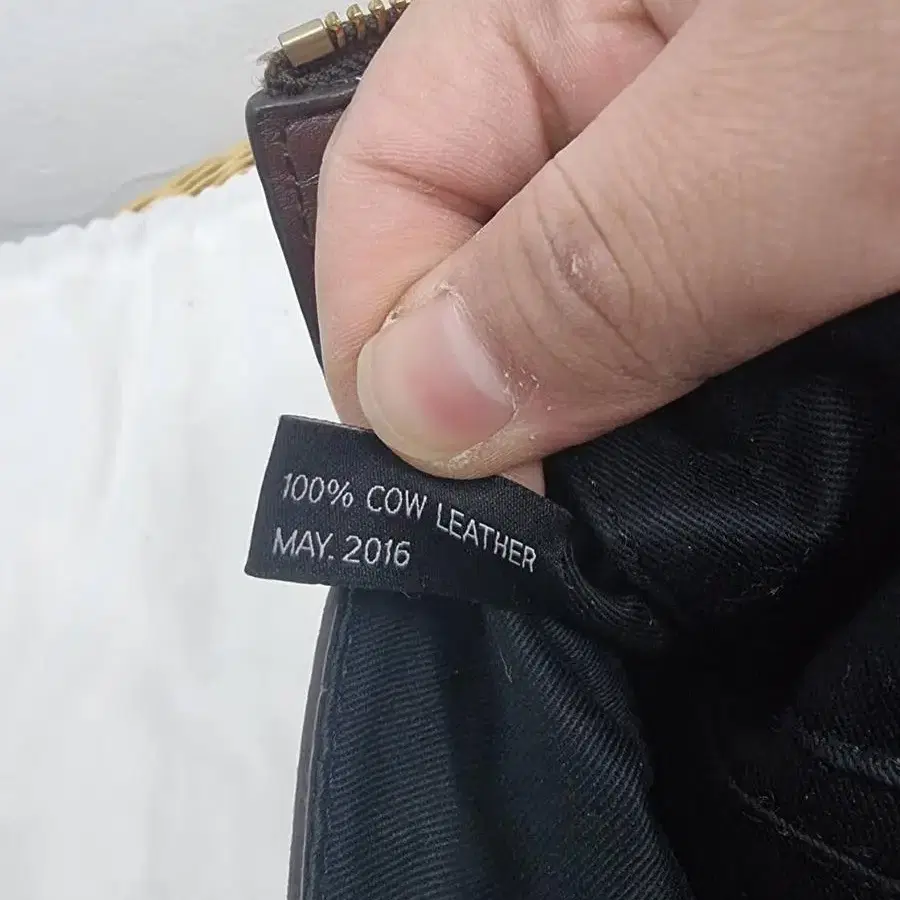 100% COW LEATHER
MAY. 2016